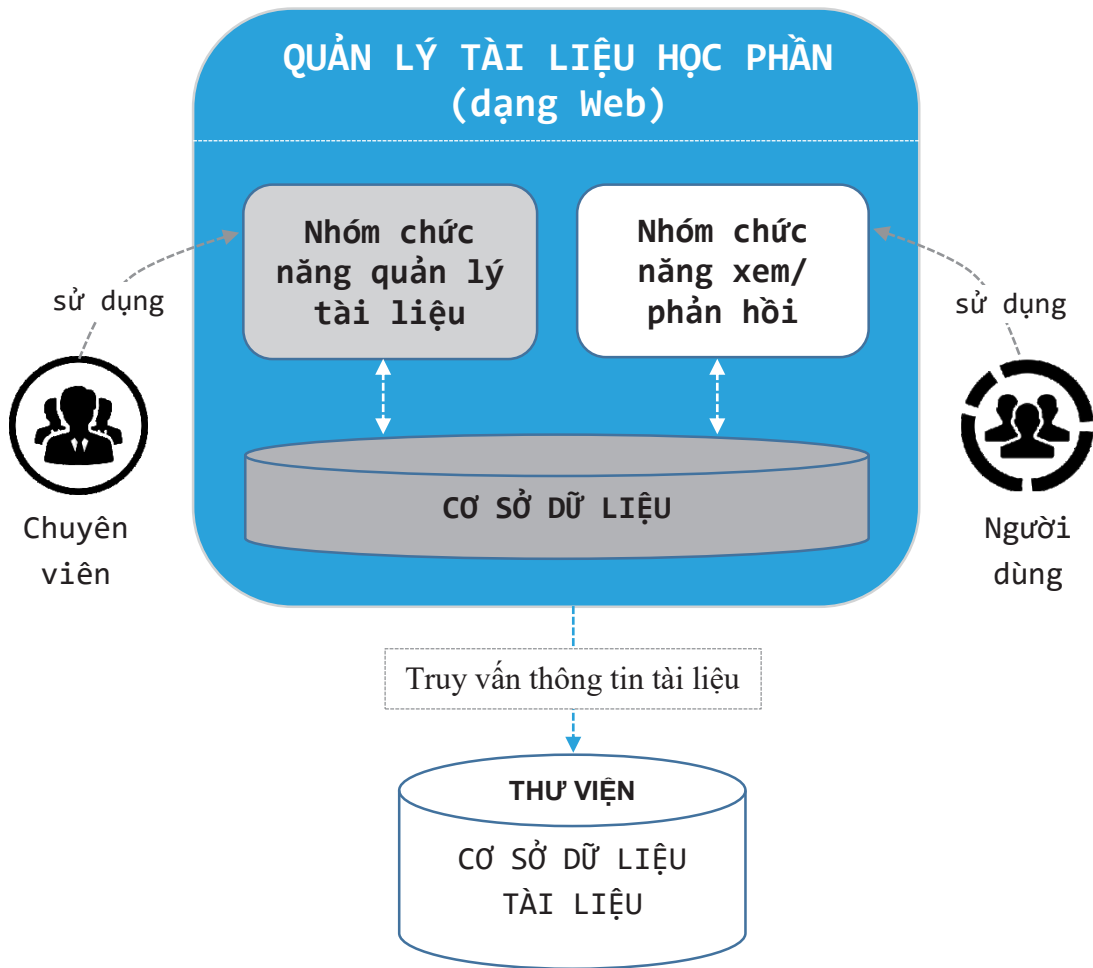 QUẢN LÝ TÀI LIỆU HỌC PHẦN
(dạng Web)
Nhóm chức
năng quản lý
tài liệu
Nhóm chức
năng xem/
phản hồi
sử dụng
sử dụng
CƠ SỞ DỮ LIỆU
Chuyên
viên
Người
dùng
Truy vấn thông tin tài liệu
THƯ VIỆN
CƠ SỞ DỮ LIỆU
TÀI LIỆU